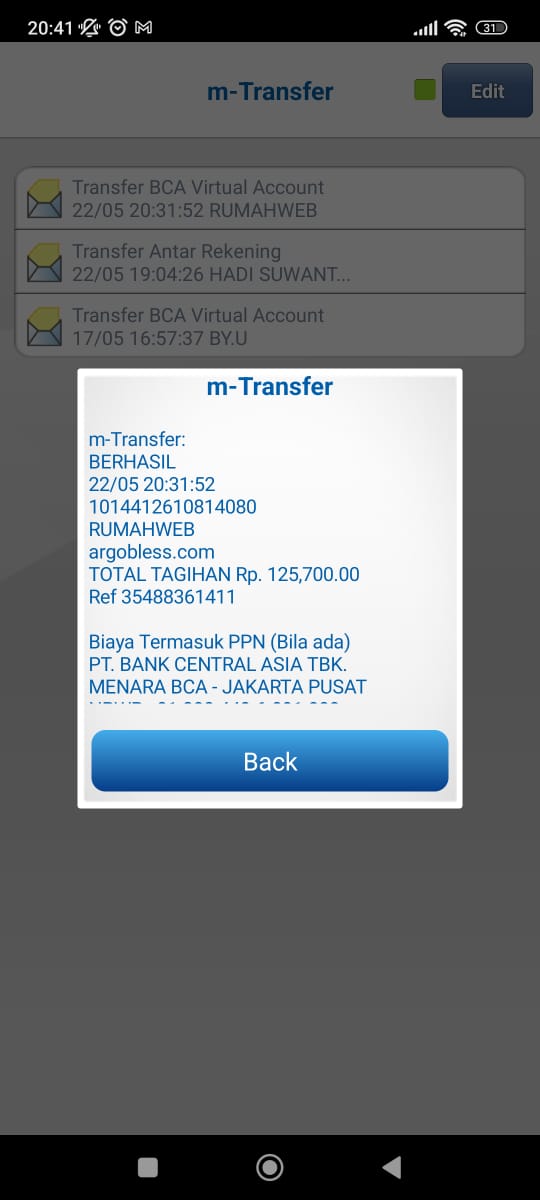 20:41
31
m-Transfer
Edit
Transfer BCA Virtual Account
22/05 20:31:52 RUMAHWEB
Transfer Antar Rekening
22/05 19:04:26 HADI SUWANT...
Transfer BCA Virtual Account
17/05 16:57:37 BY.U
m-Transfer
m-Transfer:
BERHASIL
22/05 20:31:52
1014412610814080
RUMAHWEB
argobless.com
TOTAL TAGIHAN Rp. 125,700.00
Ref 35488361411
Biaya Termasuk PPN (Bila ada)
PT. BANK CENTRAL ASIA TBK.
MENARA BCA - JAKARTA PUSAT
Back